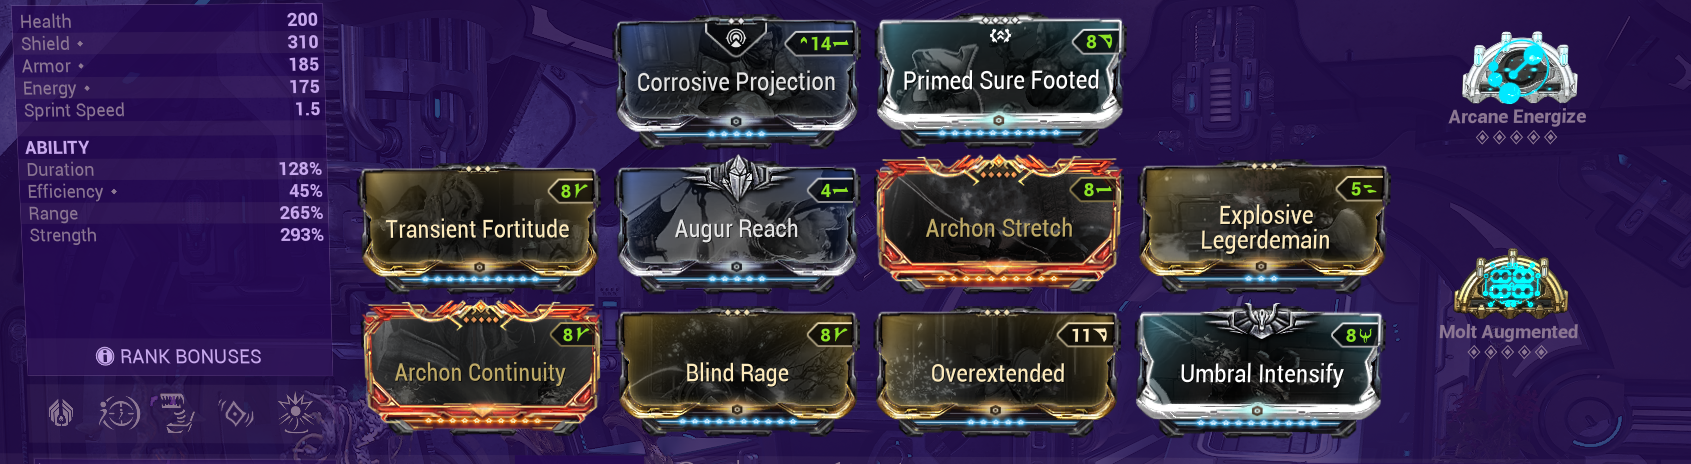 Health 200
Shield 310
Armor 185
Energy 175
Sprint Speed 1.5
ABILITY
Duration 128%
Efficiency 45%
Range 265%
Strength 293%
RANK BONUSES
14
Corrosive Projection
8
Primed Sure Footed
8
Transient Fortitude
4
Augur Reach
8
Archon Stretch
5
Explosive
Legerdemain
8
Archon Continuity
8
Blind Rage
11
Overextended
8
Umbral Intensify
Arcane Energize
Molt Augmented